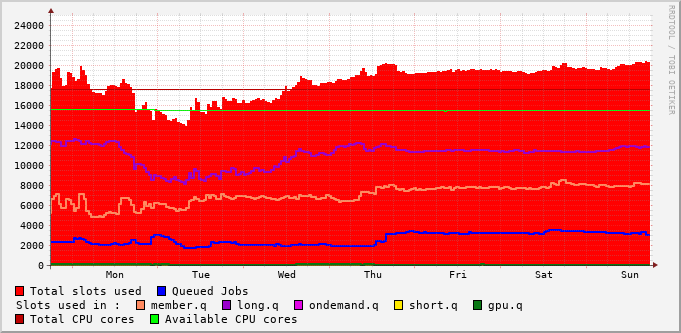 24000
22000
20000
18000
16000
14000
12000
10000
8000
6000
4000
2000
0
Mon Tue Wed Thu Fri Sat Sun
RRDTOOL / TOBI OETIKER
Total slots used Queued Jobs
Slots used in : member.q long.q ondemand.q short.q gpu.q
Total CPU cores Available CPU cores